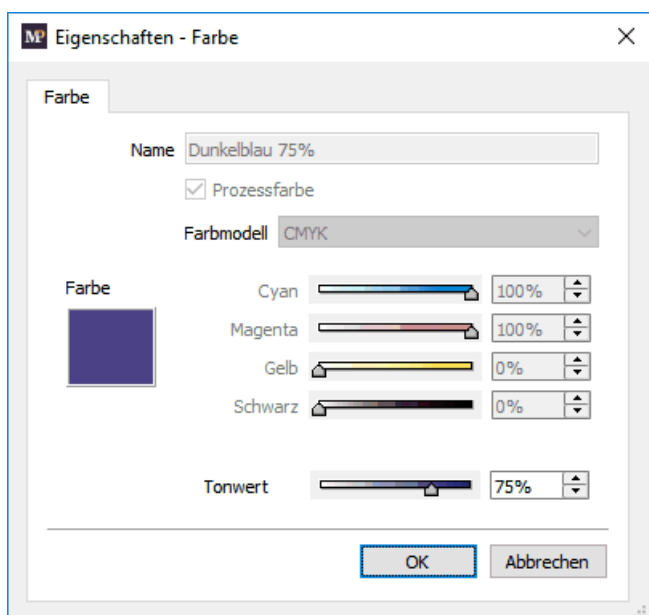 MP Eigenschaften - Farbe
Farbe
Name Dunkelblau 75%
Prozessfarbe
Farbmodell CMYK
Farbe
Cyan 100%
Magenta 100%
Gelb 0%
Schwarz 0%
Tonwert 75%
OK Abbrechen